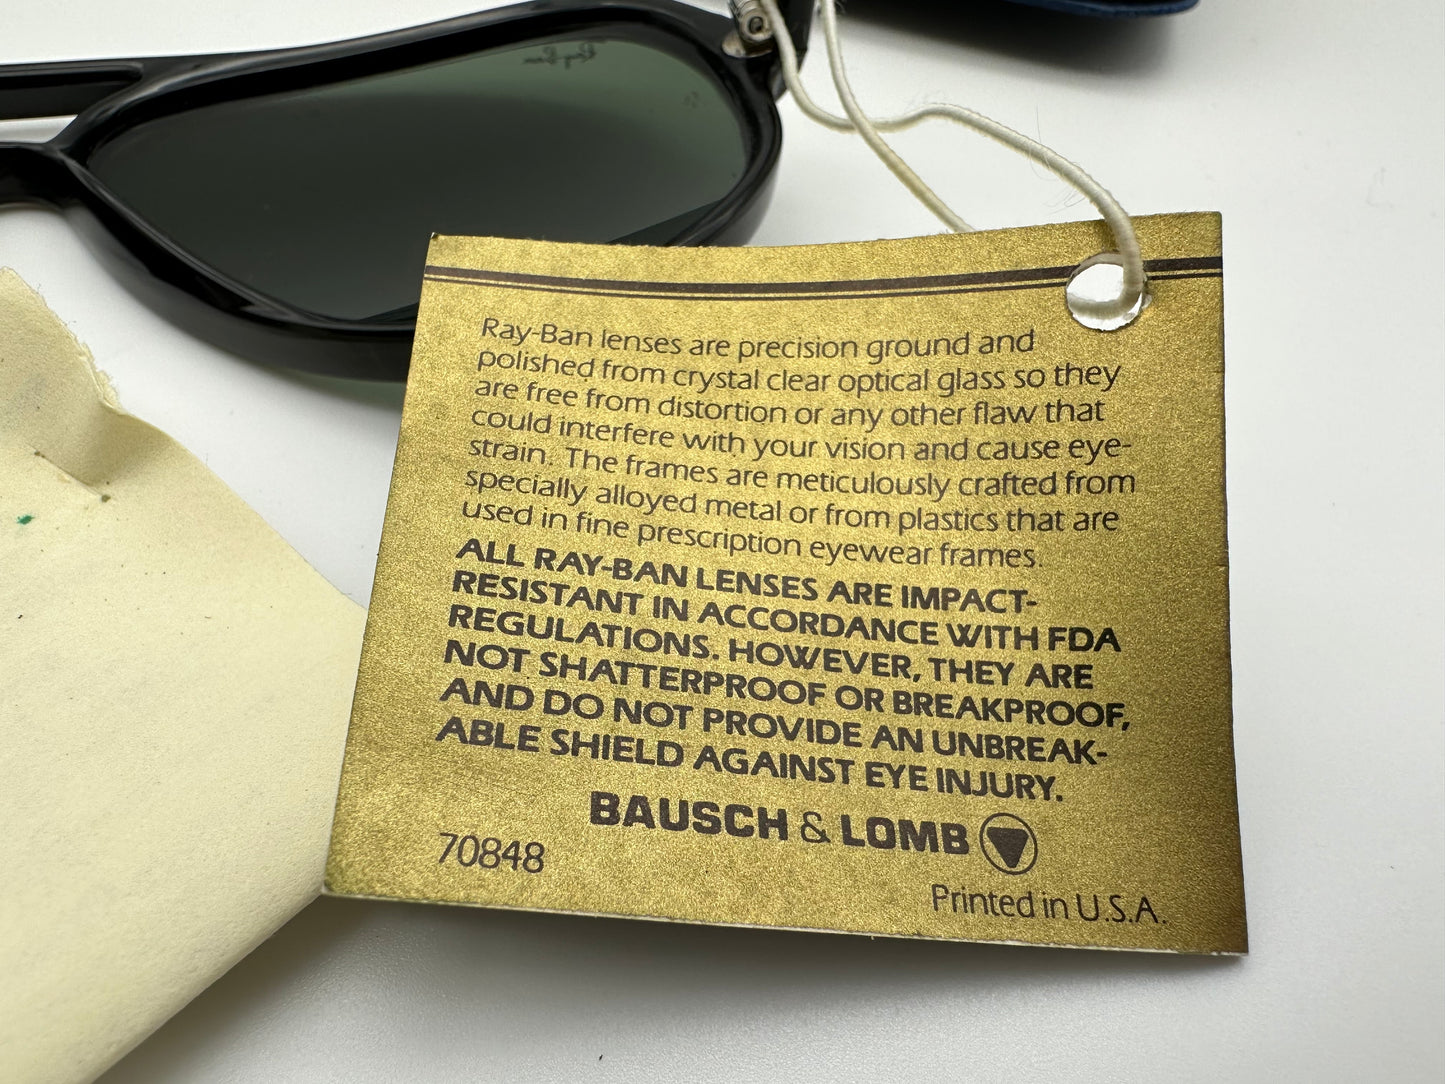 Ray-Ban
Ray-Ban lenses are precision ground and
polished from crystal clear optical glass so they
are free from distortion or any other flaw that
could interfere with your vision and cause eye-
strain. The frames are meticulously crafted from
specially alloyed metal or from plastics that are
used in fine prescription eyewear frames.
ALL RAY-BAN LENSES ARE IMPACT-
RESISTANT IN ACCORDANCE WITH FDA
REGULATIONS. HOWEVER, THEY ARE
NOT SHATTERPROOF OR BREAKPROOF,
AND DO NOT PROVIDE AN UNBREAK-
ABLE SHIELD AGAINST EYE INJURY.
BAUSCH & LOMB
70848
Printed in U.S.A.